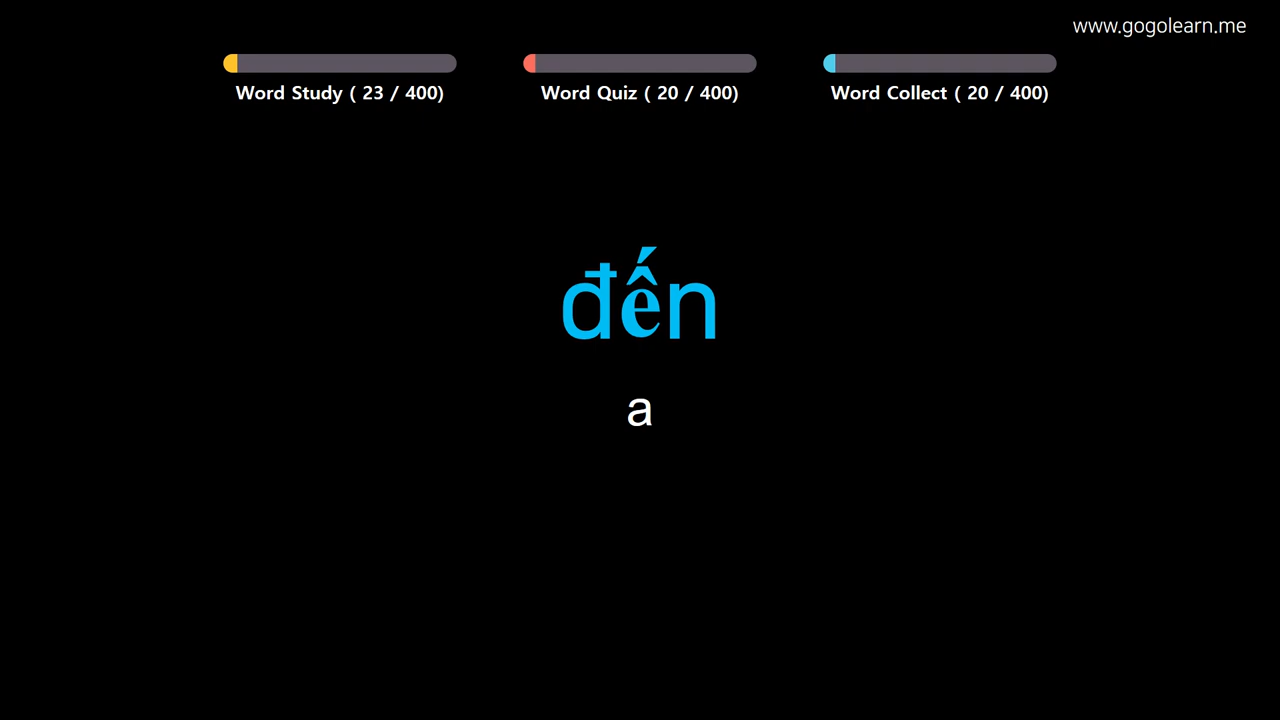 www.gogolearn.me
Word Study ( 23 / 400)
Word Quiz ( 20 / 400)
Word Collect ( 20 / 400)
đến
a